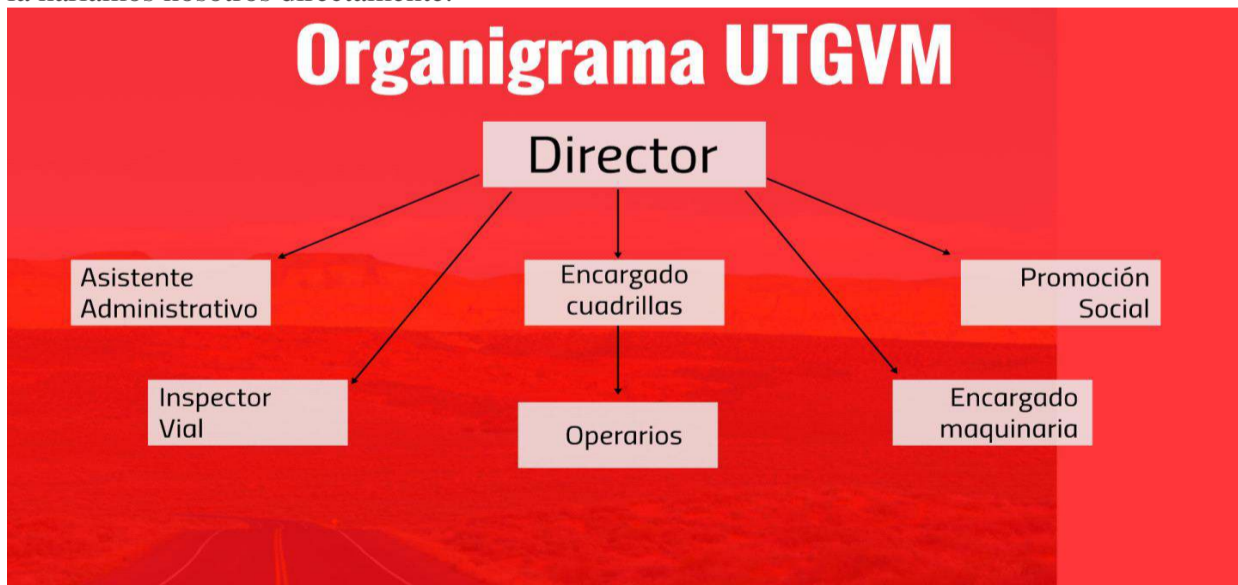 Organigrama UTGVM
Director
Asistente
Administrativo
Encargado
cuadrillas
Promoción
Social
Inspector
Vial
Operarios
Encargado
maquinaria